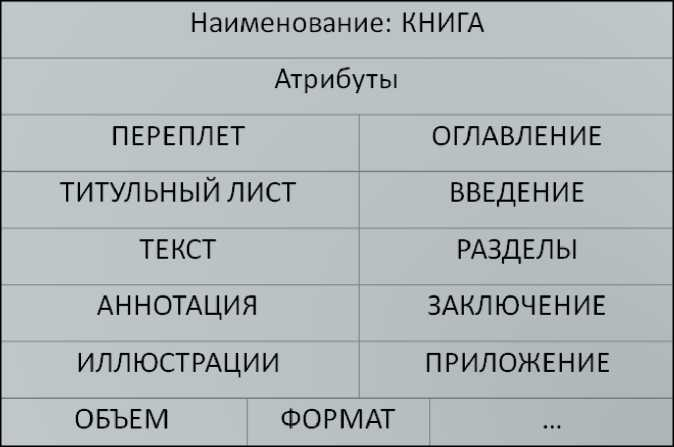 Наименование: КНИГА
Атрибуты
ПЕРЕПЛЕТ ОГЛАВЛЕНИЕ
ТИТУЛЬНЫЙ ЛИСТ ВВЕДЕНИЕ
ТЕКСТ РАЗДЕЛЫ
АННОТАЦИЯ ЗАКЛЮЧЕНИЕ
ИЛЛЮСТРАЦИИ ПРИЛОЖЕНИЕ
ОБЪЕМ ФОРМАТ ...